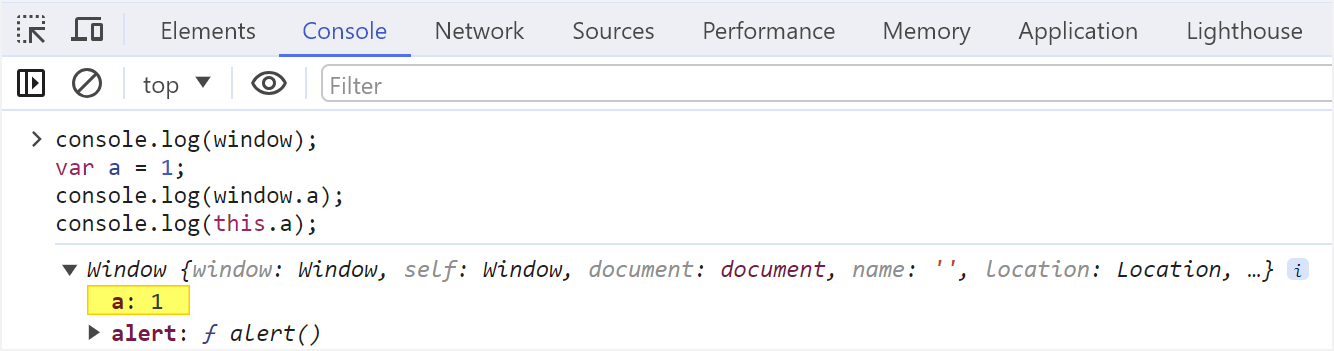 Elements Console Network Sources Performance Memory Application Lighthouse
top Filter
console.log(window);
var a = 1;
console.log(window.a);
console.log(this.a);
Window {window: Window, self: Window, document: document, name: '', location: Location, …} i
a: 1
alert: ƒ alert()